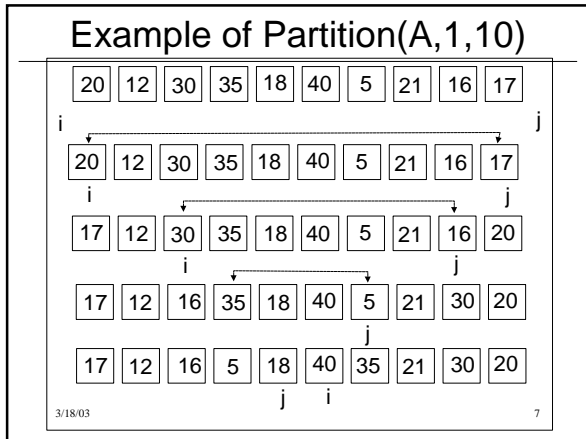 Example of Partition(A,1,10)
20 12 30 35 18 40 5 21 16 17
i j
20 12 30 35 18 40 5 21 16 17
i j
17 12 30 35 18 40 5 21 16 20
i j
17 12 16 35 18 40 5 21 30 20
j
17 12 16 5 18 40 35 21 30 20
j i
3/18/03 7